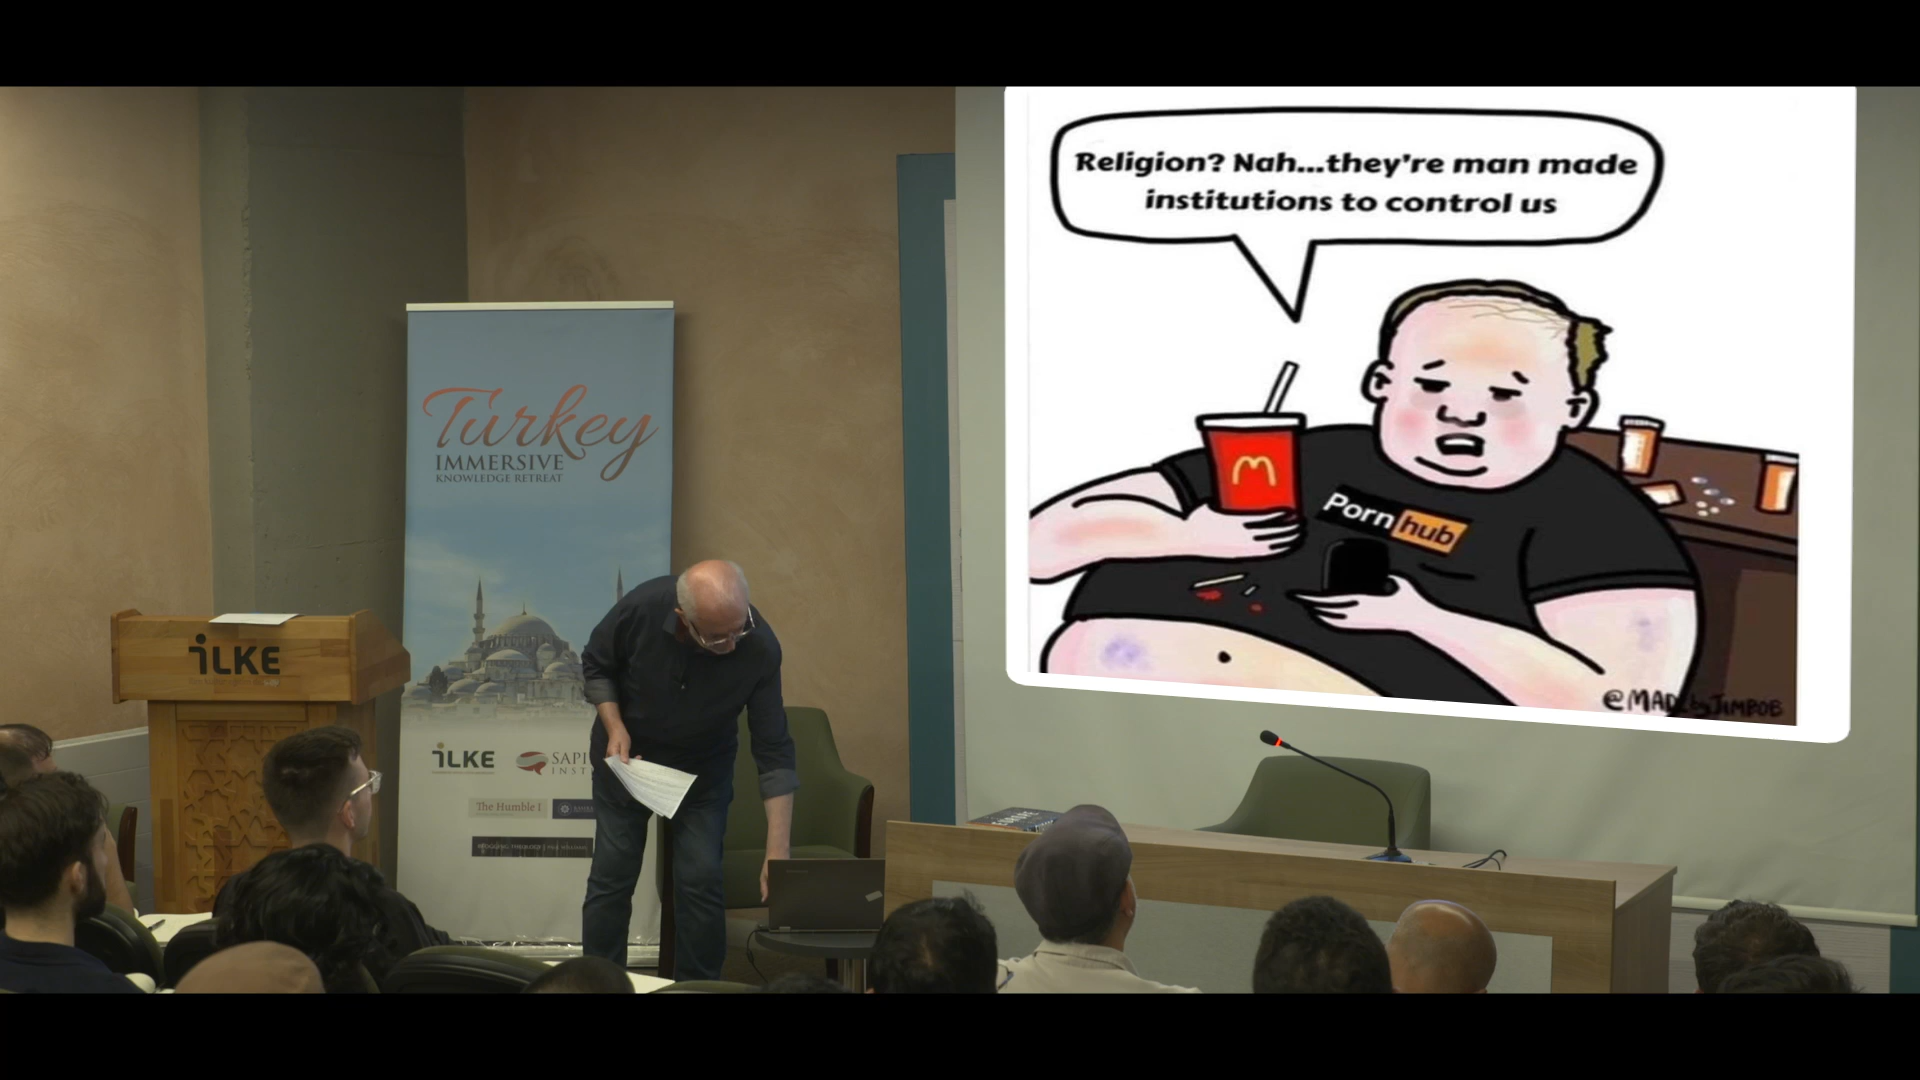 Religion? Nah...they're man made
institutions to control us
Porn hub
@MADEbyJIMBOB
Turkey
IMMERSIVE
KNOWLEDGE RETREAT
iLKE
iLKE
SAPI
INST
The Humble I